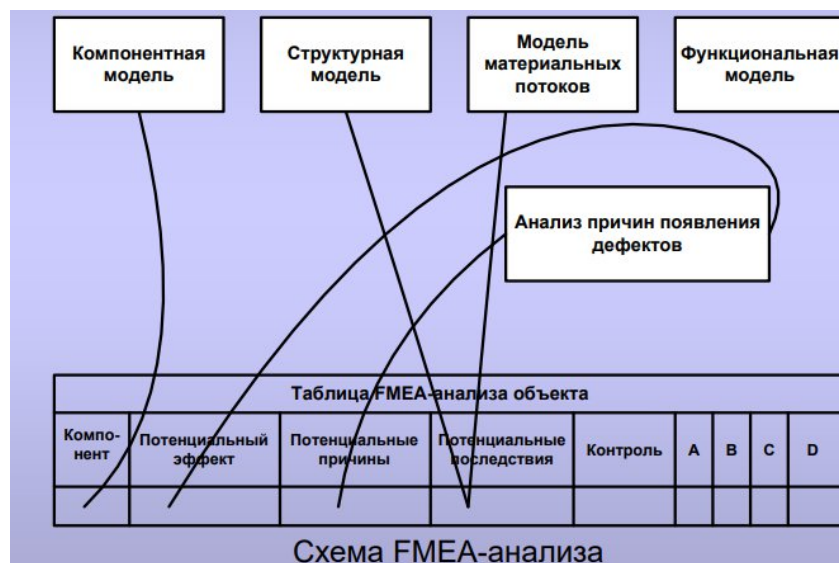 Компонентная
модель
Структурная
модель
Модель
материальных
потоков
Функциональная
модель
Анализ причин появления
дефектов
Таблица FMEA-анализа объекта
Компо-
нент
Потенциальный
эффект
Потенциальные
причины
Потенциальные
последствия
Контроль
A
B
C
D
Схема FMEA-анализа